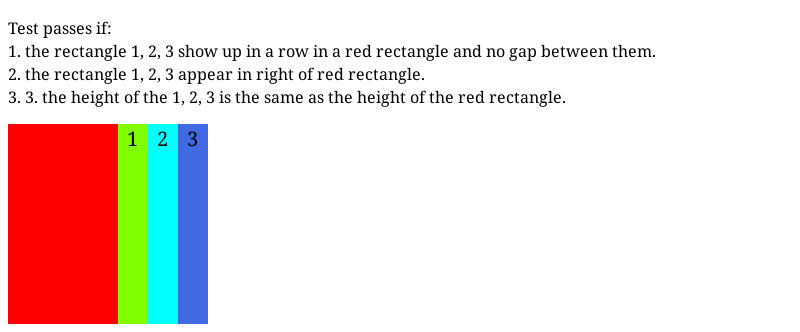 Test passes if:
1. the rectangle 1, 2, 3 show up in a row in a red rectangle and no gap between them.
2. the rectangle 1, 2, 3 appear in right of red rectangle.
3. 3. the height of the 1, 2, 3 is the same as the height of the red rectangle.
1 2 3